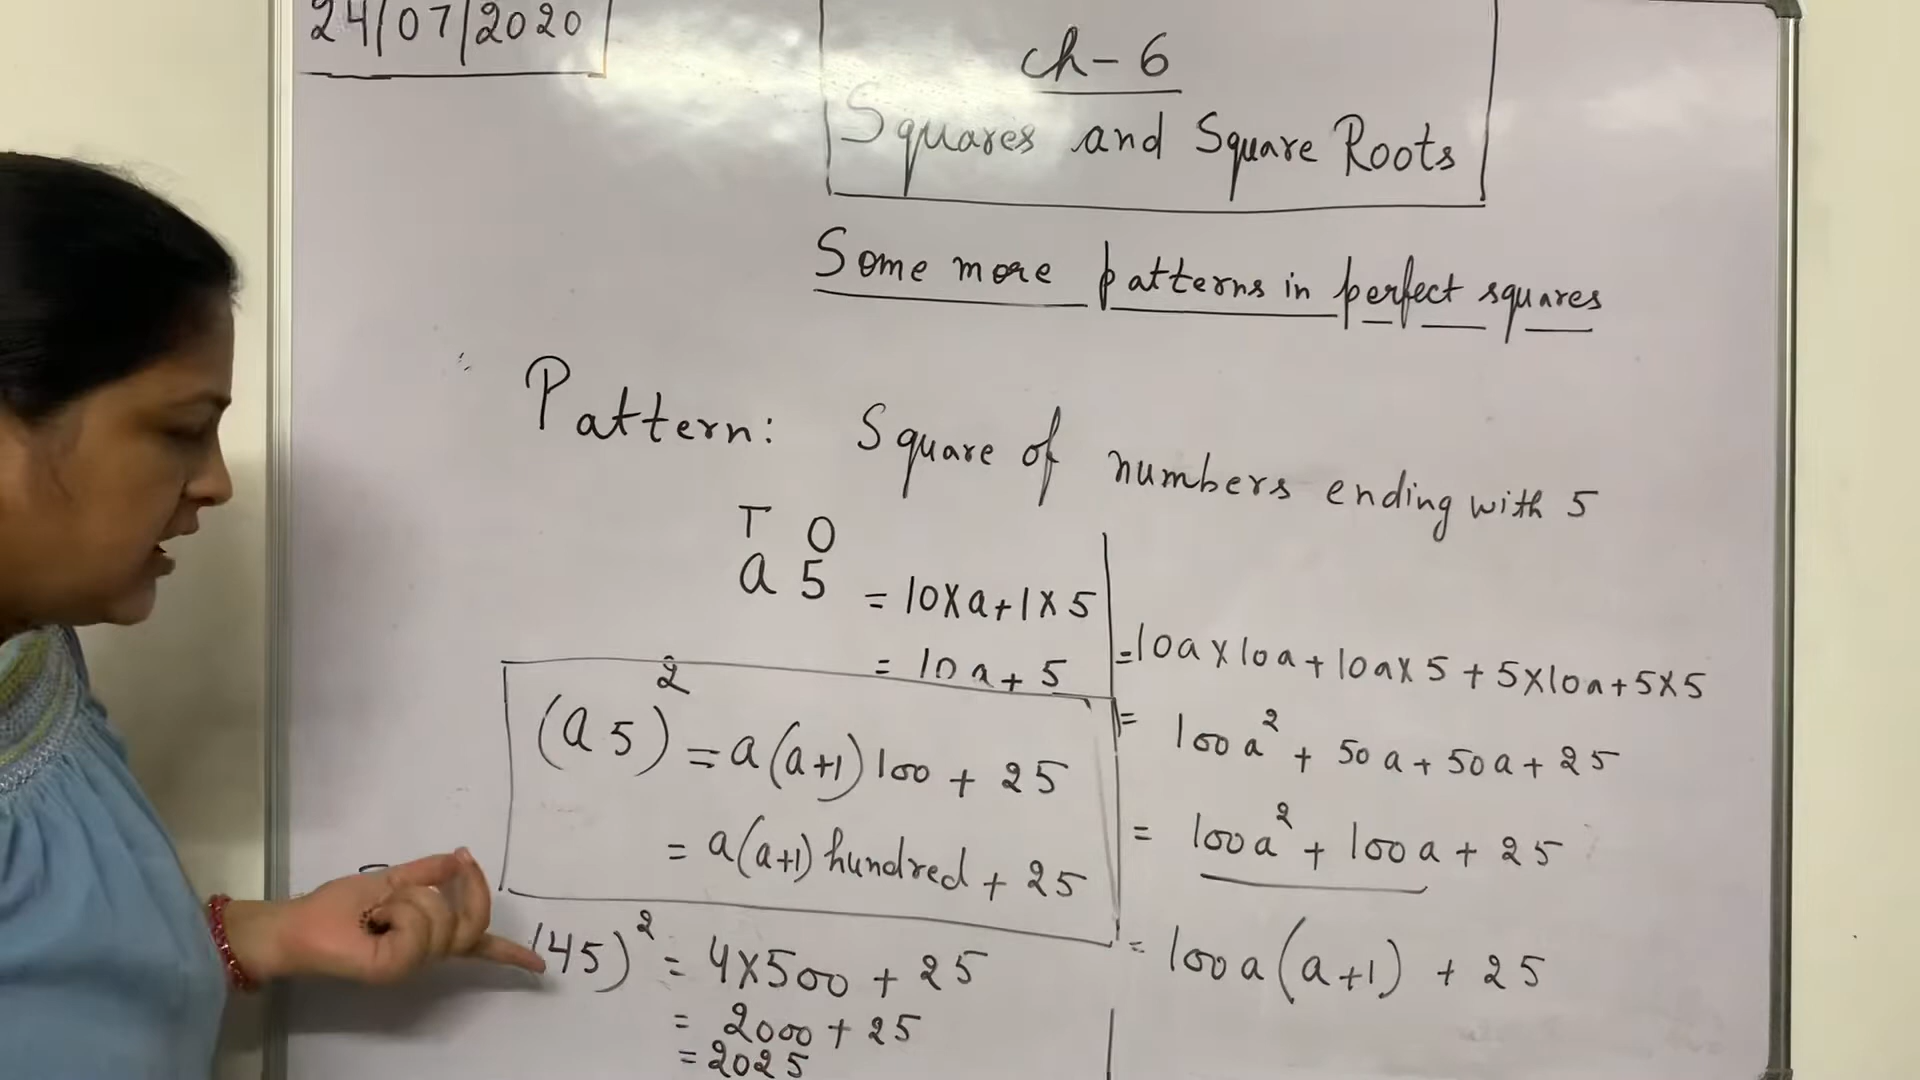 24/07/2020
Ch-6
Squares and Square Roots
Some more patterns in perfect squares
Pattern: Square of numbers ending with 5
T O
a 5 = 10×a+1×5
= 10a+5
(a5)² = a(a+1)100 + 25
= a(a+1)hundred + 25
45)² = 4×500 + 25
= 2000 + 25
= 2025
= 10a×10a+10a×5+5×10a+5×5
= 100a² + 50a+50a+25
= 100a² + 100a + 25
= 100a(a+1) + 25